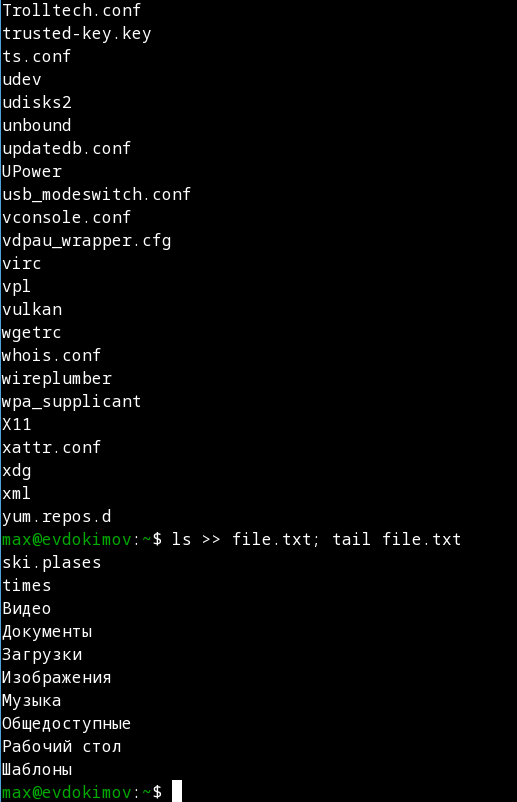 Trolltech.conf
trusted-key.key
ts.conf
udev
udisks2
unbound
updatedb.conf
UPower
usb_modeswitch.conf
vconsole.conf
vdpau_wrapper.cfg
virc
vpl
vulkan
wgetrc
whois.conf
wireplumber
wpa_supplicant
X11
xattr.conf
xdg
xml
yum.repos.d
max@evdokimov:~$ ls >> file.txt; tail file.txt
ski.plases
times
Видео
Документы
Загрузки
Изображения
Музыка
Общедоступные
Рабочий стол
Шаблоны
max@evdokimov:~$